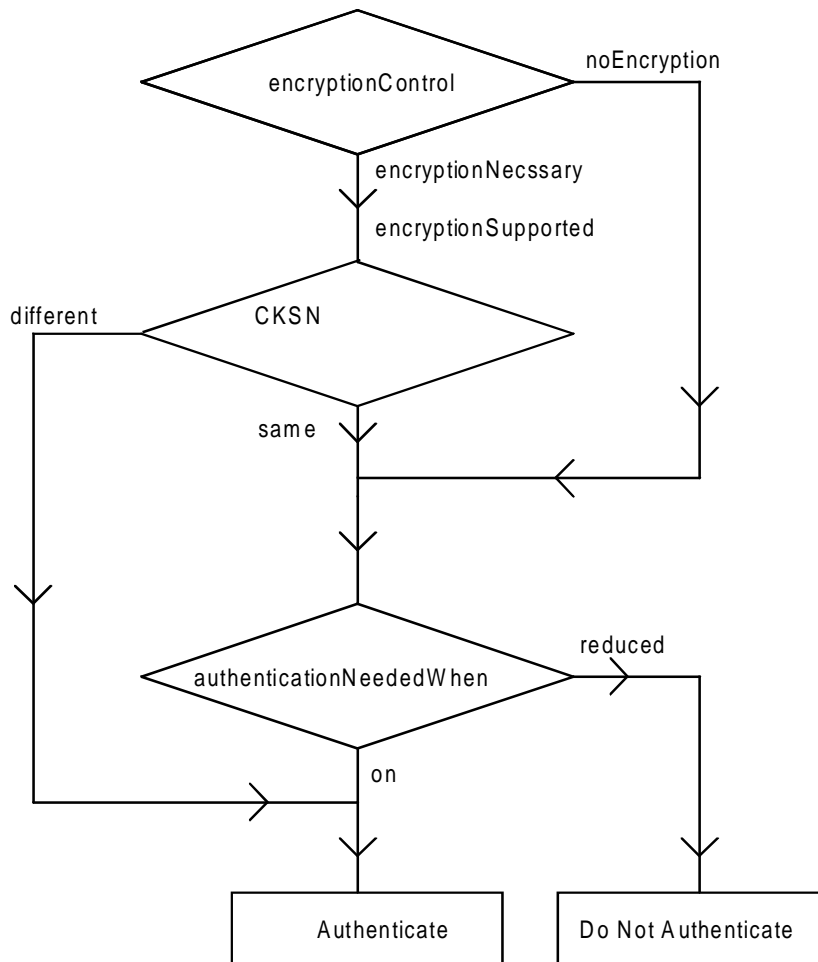 noEncryption
encryptionControl
encryptionNecssary
encryptionSupported
different
CKSN
same
reduced
authenticationNeededWhen
on
Authenticate
Do Not Authenticate